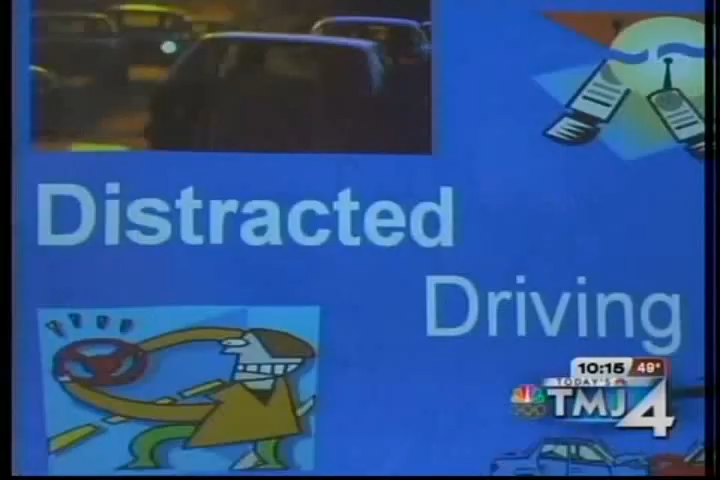 Distracted
Driving
10:15 49°
TODAY'S
TMJ4